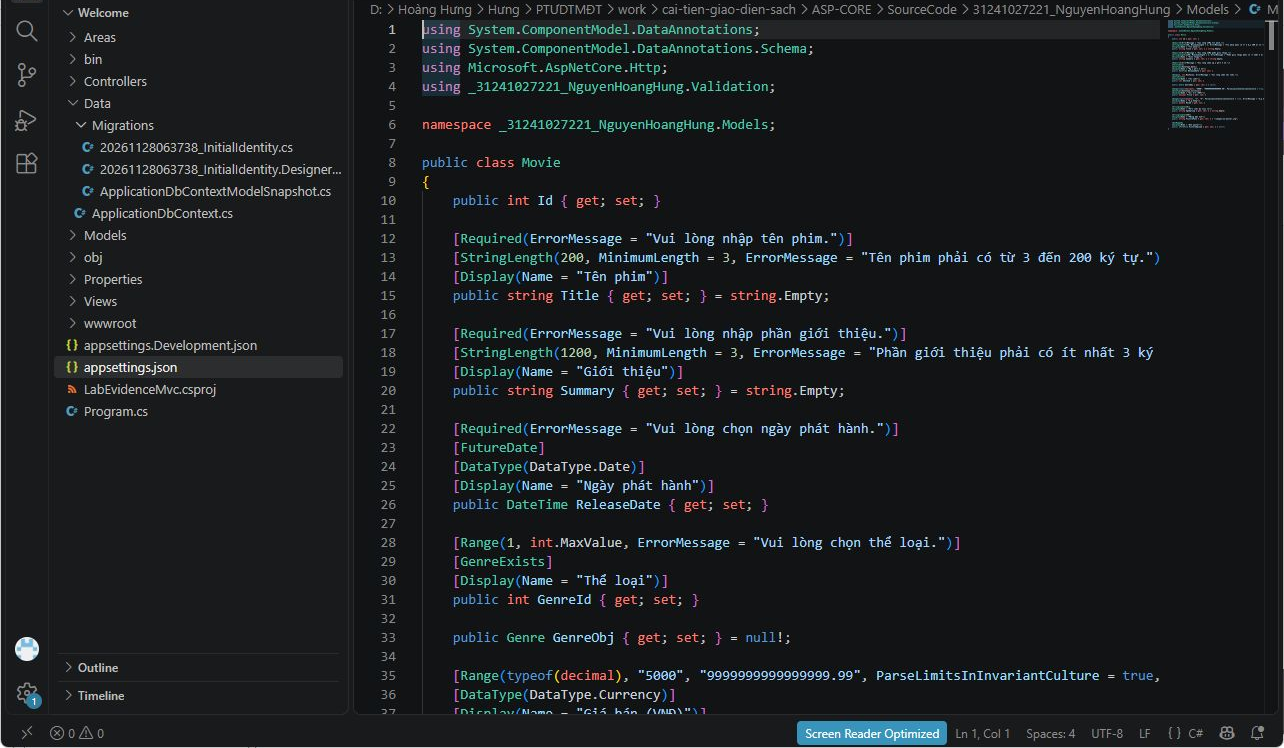 Welcome
Areas
bin
Controllers
Data
Migrations
20261128063738_InitialIdentity.cs
20261128063738_InitialIdentity.Designer...
ApplicationDbContextModelSnapshot.cs
ApplicationDbContext.cs
Models
obj
Properties
Views
wwwroot
appsettings.Development.json
appsettings.json
LabEvidenceMvc.csproj
Program.cs
Outline
Timeline
D: > Hoàng Hưng > Hưng > PTUDTMĐT > work > cai-tien-giao-dien-sach > ASP-CORE > SourceCode > 31241027221_NguyenHoangHung > Models > M
1 using System.ComponentModel.DataAnnotations;
2 using System.ComponentModel.DataAnnotations.Schema;
3 using Microsoft.AspNetCore.Http;
4 using _31241027221_NguyenHoangHung.Validation;
5
6 namespace _31241027221_NguyenHoangHung.Models;
7
8 public class Movie
9 {
10 public int Id { get; set; }
11
12 [Required(ErrorMessage = "Vui lòng nhập tên phim.")]
13 [StringLength(200, MinimumLength = 3, ErrorMessage = "Tên phim phải có từ 3 đến 200 ký tự.")
14 [Display(Name = "Tên phim")]
15 public string Title { get; set; } = string.Empty;
16
17 [Required(ErrorMessage = "Vui lòng nhập phần giới thiệu.")]
18 [StringLength(1200, MinimumLength = 3, ErrorMessage = "Phần giới thiệu phải có ít nhất 3 ký
19 [Display(Name = "Giới thiệu")]
20 public string Summary { get; set; } = string.Empty;
21
22 [Required(ErrorMessage = "Vui lòng chọn ngày phát hành.")]
23 [FutureDate]
24 [DataType(DataType.Date)]
25 [Display(Name = "Ngày phát hành")]
26 public DateTime ReleaseDate { get; set; }
27
28 [Range(1, int.MaxValue, ErrorMessage = "Vui lòng chọn thể loại.")]
29 [GenreExists]
30 [Display(Name = "Thể loại")]
31 public int GenreId { get; set; }
32
33 public Genre GenreObj { get; set; } = null!;
34
35 [Range(typeof(decimal), "5000", "9999999999999999.99", ParseLimitsInInvariantCulture = true,
36 [DataType(DataType.Currency)]
37 [Display(Name = "Giá bán (VNĐ)")]
1
0 0
Screen Reader Optimized
Ln 1, Col 1
Spaces: 4
UTF-8
LF
{ } C#